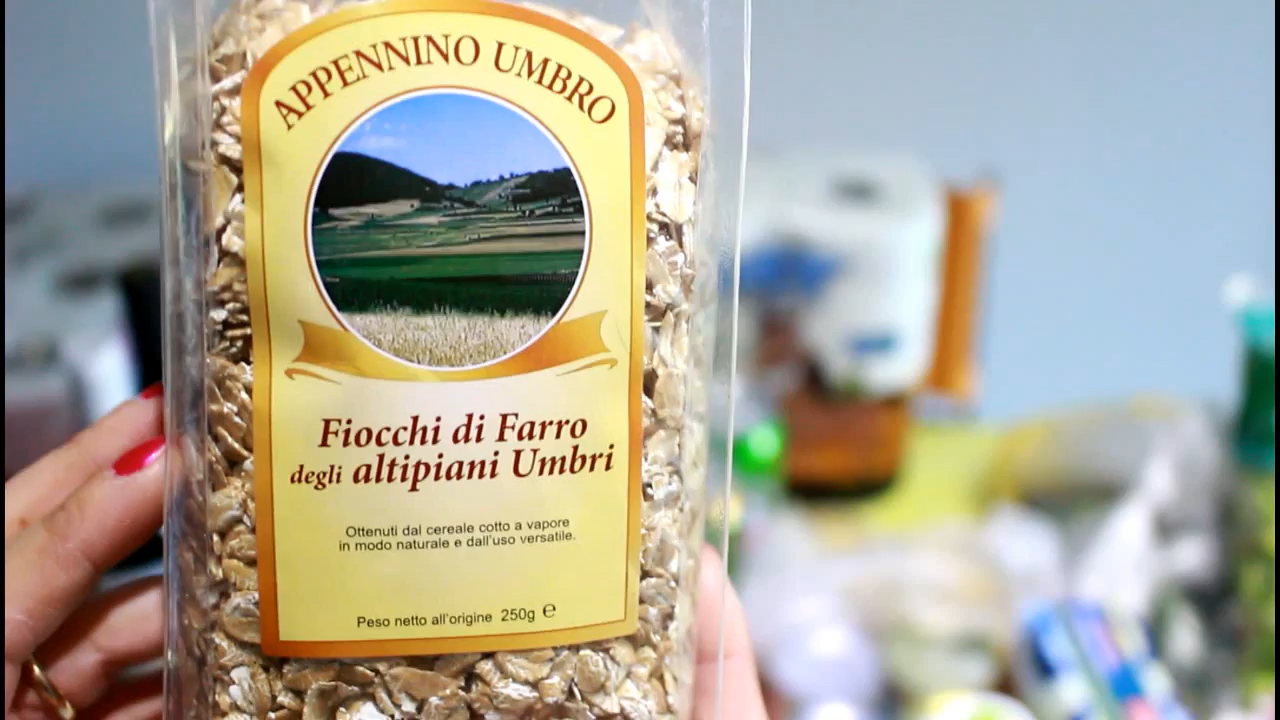 APPENNINO UMBRO
Fiocchi di Farro
degli altipiani Umbri
Ottenuti dal cereale cotto a vapore
in modo naturale e dall'uso versatile.
Peso netto all'origine 250g e